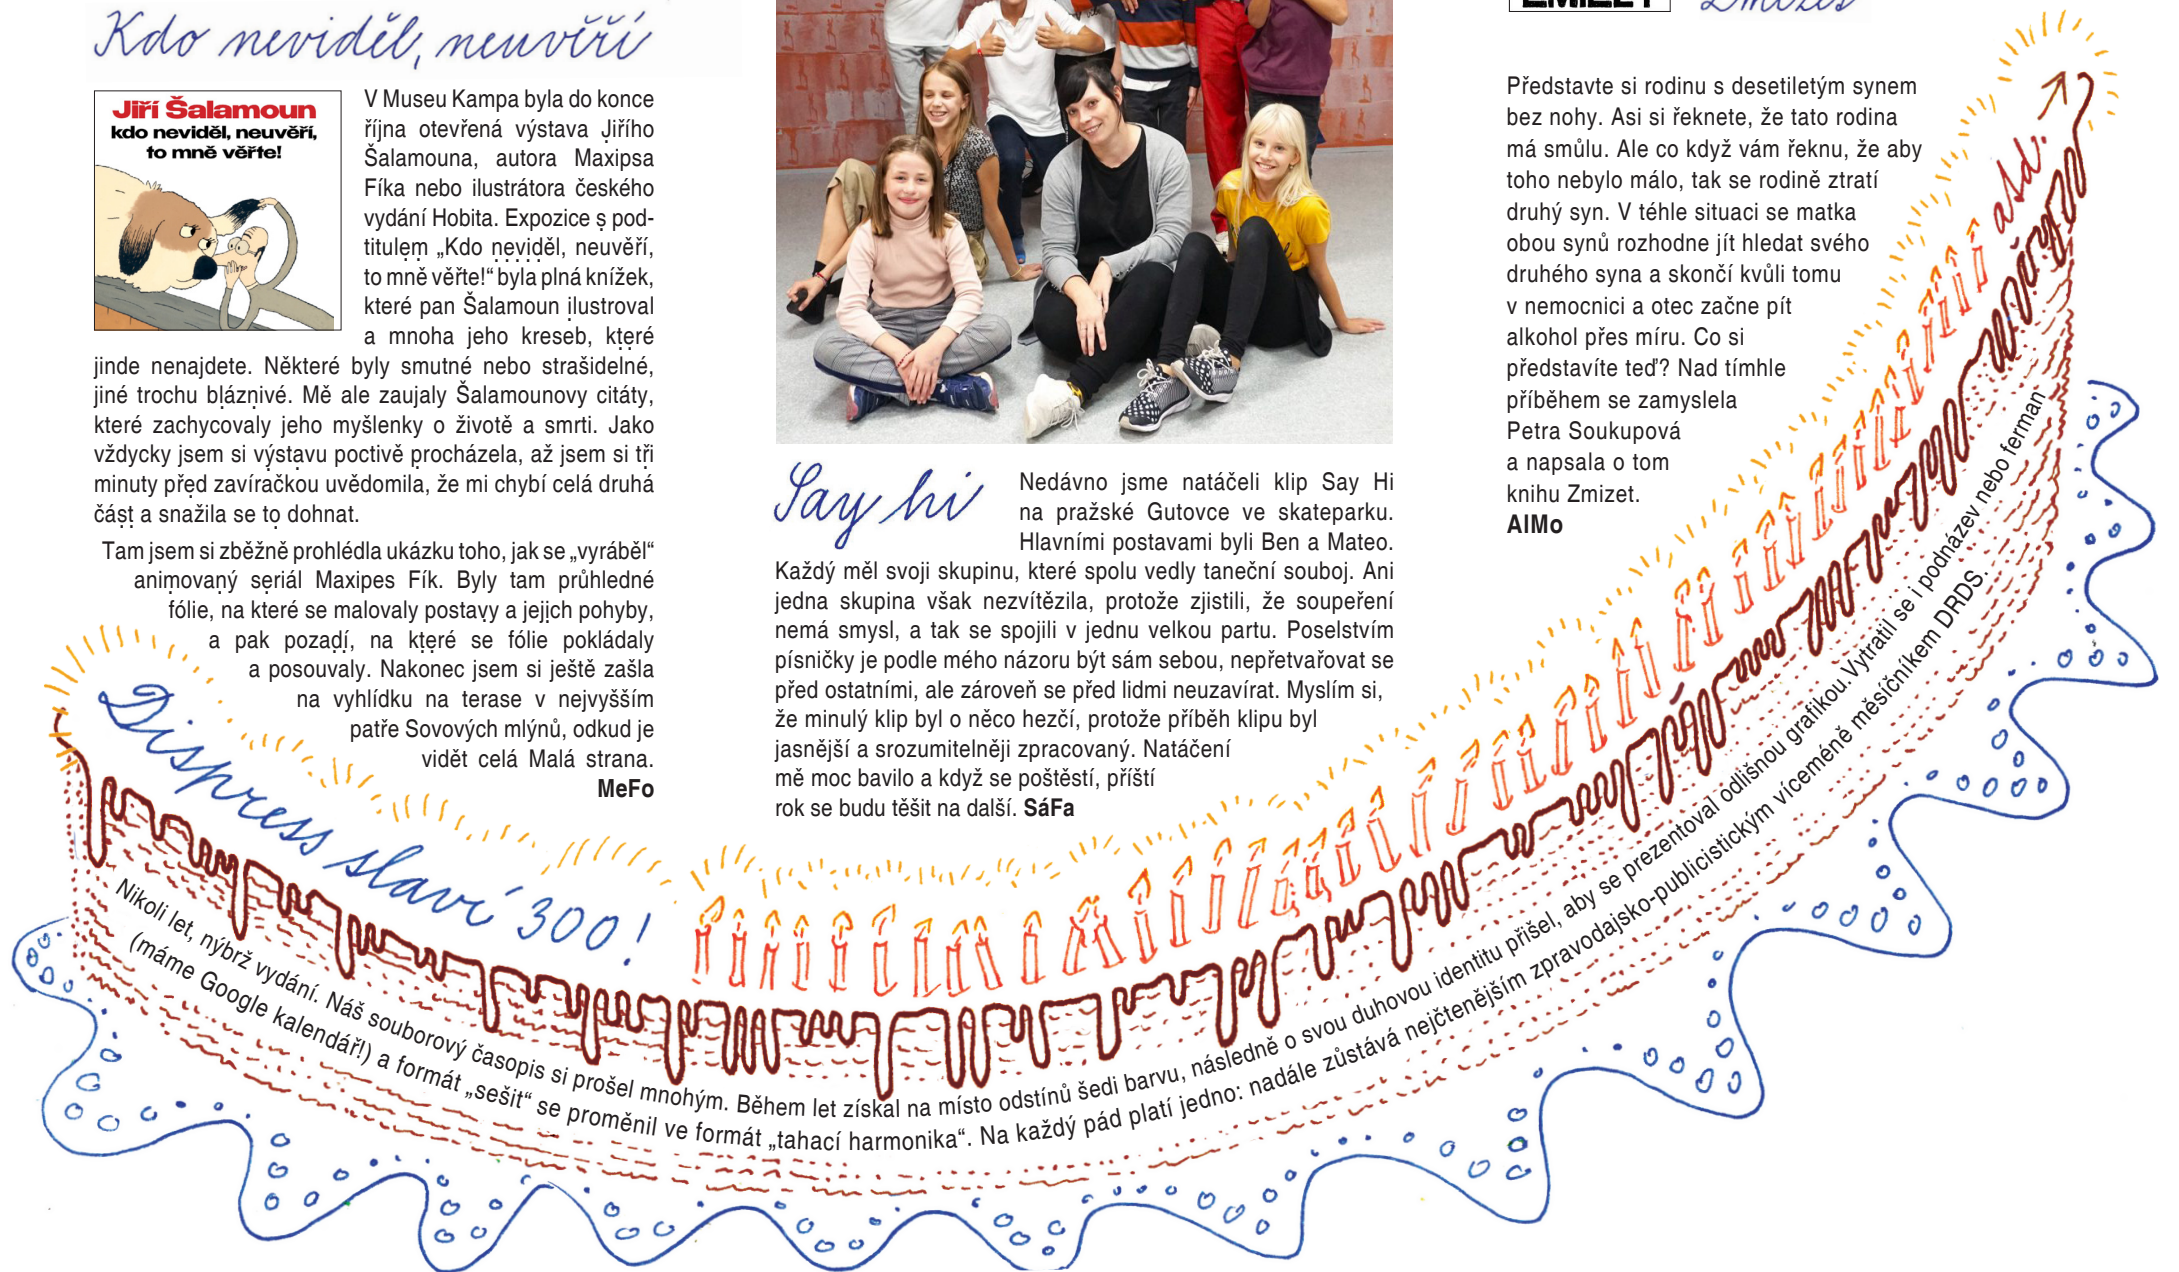 Kdo neviděl, neuvěří
Jiří Šalamoun
kdo neviděl, neuvěří,
to mně věřte!
V Museu Kampa byla do konce
října otevřená výstava Jiřího
Šalamouna, autora Maxipsa
Fíka nebo ilustrátora českého
vydání Hobita. Expozice s pod-
titulem „Kdo neviděl, neuvěří,
to mně věřte!“ byla plná knížek,
které pan Šalamoun ilustroval
a mnoha jeho kreseb, které
jinde nenajdete. Některé byly smutné nebo strašidelné,
jiné trochu bláznivé. Mě ale zaujaly Šalamounovy citáty,
které zachycovaly jeho myšlenky o životě a smrti. Jako
vždycky jsem si výstavu poctivě procházela, až jsem si tři
minuty před zavíračkou uvědomila, že mi chybí celá druhá
část a snažila se to dohnat.
Tam jsem si zběžně prohlédla ukázku toho, jak se „vyráběl“
animovaný seriál Maxipes Fík. Byly tam průhledné
fólie, na které se malovaly postavy a jejich pohyby,
a pak pozadí, na které se fólie pokládaly
a posouvaly. Nakonec jsem si ještě zašla
na vyhlídku na terase v nejvyšším
patře Sovových mlýnů, odkud je
vidět celá Malá strana.
MeFo
Say hi
Nedávno jsme natáčeli klip Say Hi
na pražské Gutovce ve skateparku.
Hlavními postavami byli Ben a Mateo.
Každý měl svoji skupinu, které spolu vedly taneční souboj. Ani
jedna skupina však nezvítězila, protože zjistili, že soupeření
nemá smysl, a tak se spojili v jednu velkou partu. Poselstvím
písničky je podle mého názoru být sám sebou, nepřetvařovat se
před ostatními, ale zároveň se před lidmi neuzavírat. Myslím si,
že minulý klip byl o něco hezčí, protože příběh klipu byl
jasnější a srozumitelněji zpracovaný. Natáčení
mě moc bavilo a když se poštěstí, příští
rok se budu těšit na další. SáFa
ZMIZET
Zmizet
Představte si rodinu s desetiletým synem
bez nohy. Asi si řeknete, že tato rodina
má smůlu. Ale co když vám řeknu, že aby
toho nebylo málo, tak se rodině ztratí
druhý syn. V téhle situaci se matka
obou synů rozhodne jít hledat svého
druhého syna a skončí kvůli tomu
v nemocnici a otec začne pít
alkohol přes míru. Co si
představíte teď? Nad tímhle
příběhem se zamyslela
Petra Soukupová
a napsala o tom
knihu Zmizet.
AlMo
Dispress slaví 300!
atd.
Nikoli let, nýbrž vydání. Náš souborový časopis si prošel mnohým. Během let získal na místo odstínů šedi barvu, následně o svou duhovou identitu přišel, aby se prezentoval odlišnou grafikou. Vytratil se i podnázev nebo ferman
(máme Google kalendář!) a formát „sešit“ se proměnil ve formát „tahací harmonika“. Na každý pád platí jedno: nadále zůstává nejčtenějším zpravodajsko-publicistickým víceméně měsíčníkem DRDS.